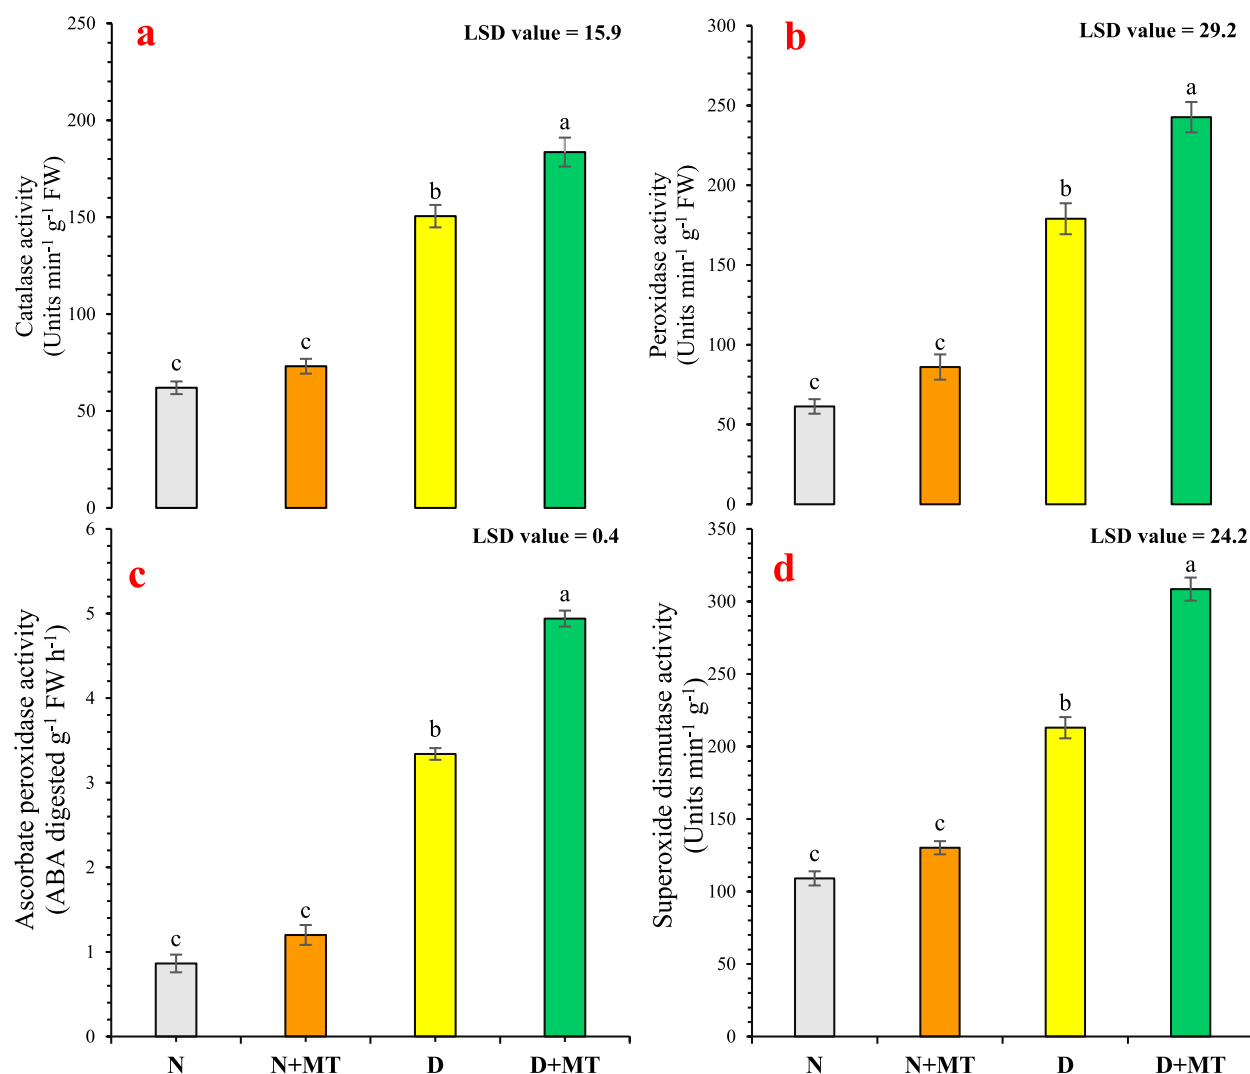 a
LSD value = 15.9
Catalase activity
(Units min⁻¹ g⁻¹ FW)
250
200
150
100
50
0
c
c
b
a
b
LSD value = 29.2
Peroxidase activity
(Units min⁻¹ g⁻¹ FW)
300
250
200
150
100
50
0
c
c
b
a
c
LSD value = 0.4
Ascorbate peroxidase activity
(ABA digested g⁻¹ FW h⁻¹)
6
5
4
3
2
1
0
c
c
b
a
N
N+MT
D
D+MT
d
LSD value = 24.2
Superoxide dismutase activity
(Units min⁻¹ g⁻¹)
350
300
250
200
150
100
50
0
c
c
b
a
N
N+MT
D
D+MT